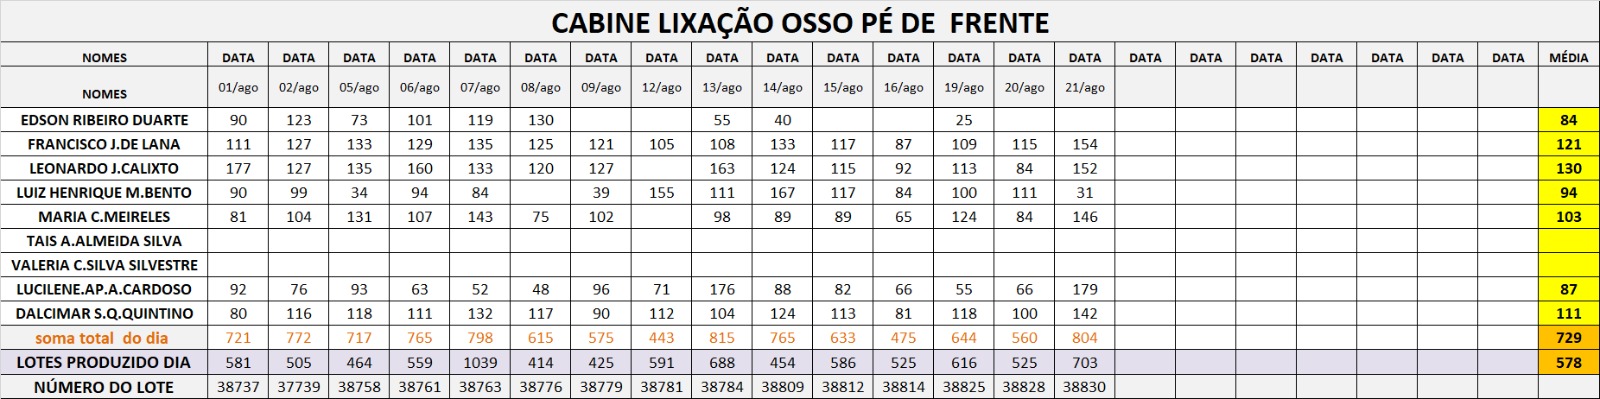 CABINE LIXAÇÃO OSSO PÉ DE FRENTE
NOMES DATA DATA DATA DATA DATA DATA DATA DATA DATA DATA DATA DATA DATA DATA DATA DATA DATA DATA DATA DATA DATA DATA MÉDIA
NOMES 01/ago 02/ago 05/ago 06/ago 07/ago 08/ago 09/ago 12/ago 13/ago 14/ago 15/ago 16/ago 19/ago 20/ago 21/ago
EDSON RIBEIRO DUARTE 90 123 73 101 119 130 55 40 25 84
FRANCISCO J.DE LANA 111 127 133 129 135 125 121 105 108 133 117 87 109 115 154 121
LEONARDO J.CALIXTO 177 127 135 160 133 120 127 163 124 115 92 113 84 152 130
LUIZ HENRIQUE M.BENTO 90 99 34 94 84 39 155 111 167 117 84 100 111 31 94
MARIA C.MEIRELES 81 104 131 107 143 75 102 98 89 89 65 124 84 146 103
TAIS A.ALMEIDA SILVA
VALERIA C.SILVA SILVESTRE
LUCILENE.AP.A.CARDOSO 92 76 93 63 52 48 96 71 176 88 82 66 55 66 179 87
DALCIMAR S.Q.QUINTINO 80 116 118 111 132 117 90 112 104 124 113 81 118 100 142 111
soma total do dia 721 772 717 765 798 615 575 443 815 765 633 475 644 560 804 729
LOTES PRODUZIDO DIA 581 505 464 559 1039 414 425 591 688 454 586 525 616 525 703 578
NÚMERO DO LOTE 38737 37739 38758 38761 38763 38776 38779 38781 38784 38809 38812 38814 38825 38828 38830